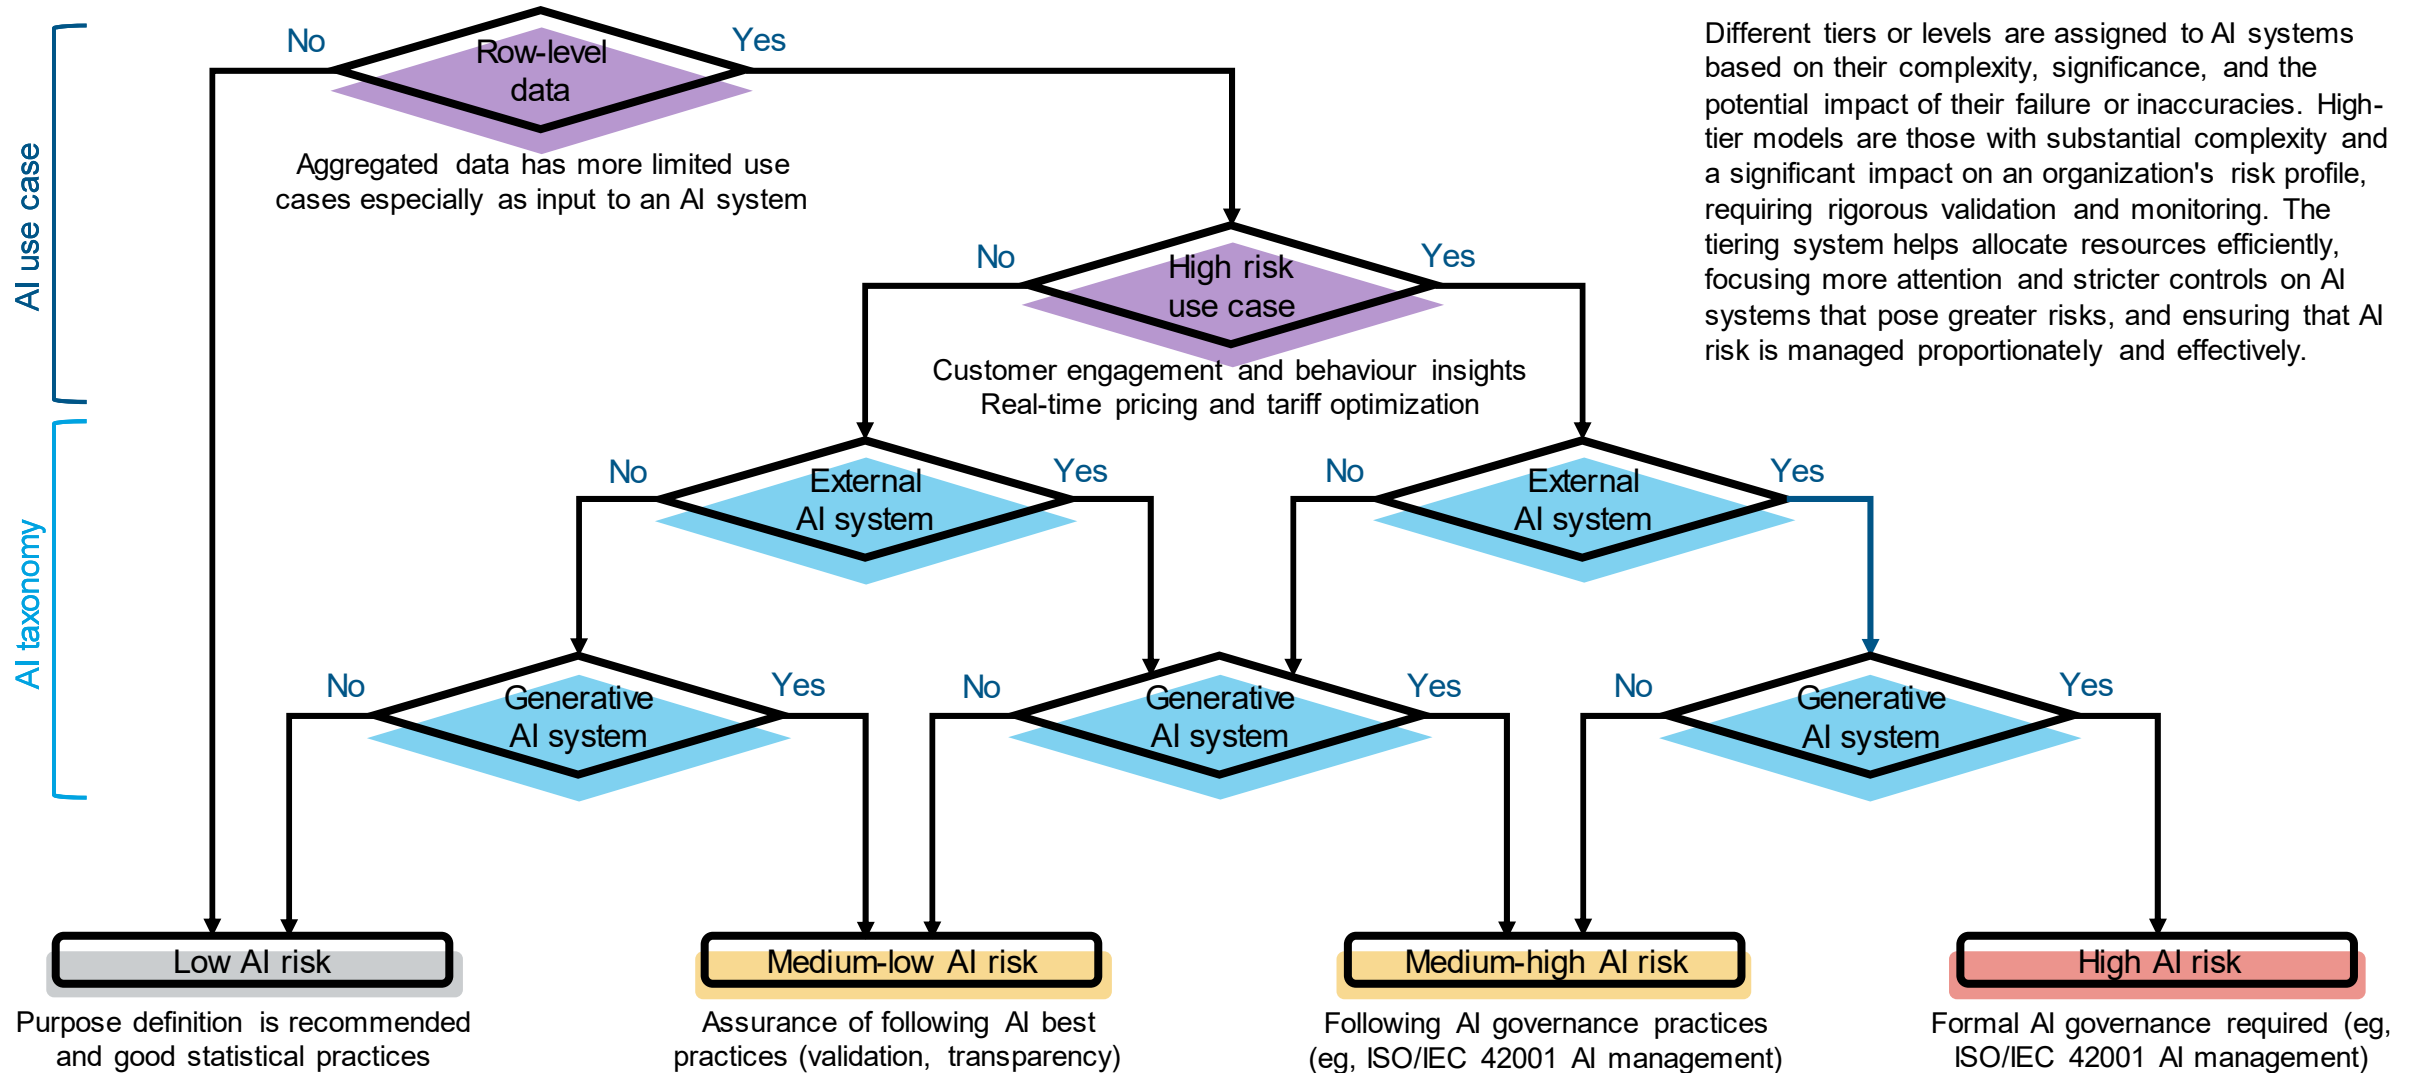 No
Yes
Row-level
data
Aggregated data has more limited use
cases especially as input to an AI system
Different tiers or levels are assigned to AI systems
based on their complexity, significance, and the
potential impact of their failure or inaccuracies. High-
tier models are those with substantial complexity and
a significant impact on an organization's risk profile,
requiring rigorous validation and monitoring. The
tiering system helps allocate resources efficiently,
focusing more attention and stricter controls on AI
systems that pose greater risks, and ensuring that AI
risk is managed proportionately and effectively.
AI use case
No
Yes
High risk
use case
Customer engagement and behaviour insights
Real-time pricing and tariff optimization
AI taxonomy
No
Yes
External
AI system
No
Yes
External
AI system
No
Yes
Generative
AI system
No
Yes
Generative
AI system
No
Yes
Generative
AI system
Low AI risk
Purpose definition is recommended
and good statistical practices
Medium-low AI risk
Assurance of following AI best
practices (validation, transparency)
Medium-high AI risk
Following AI governance practices
(eg, ISO/IEC 42001 AI management)
High AI risk
Formal AI governance required (eg,
ISO/IEC 42001 AI management)